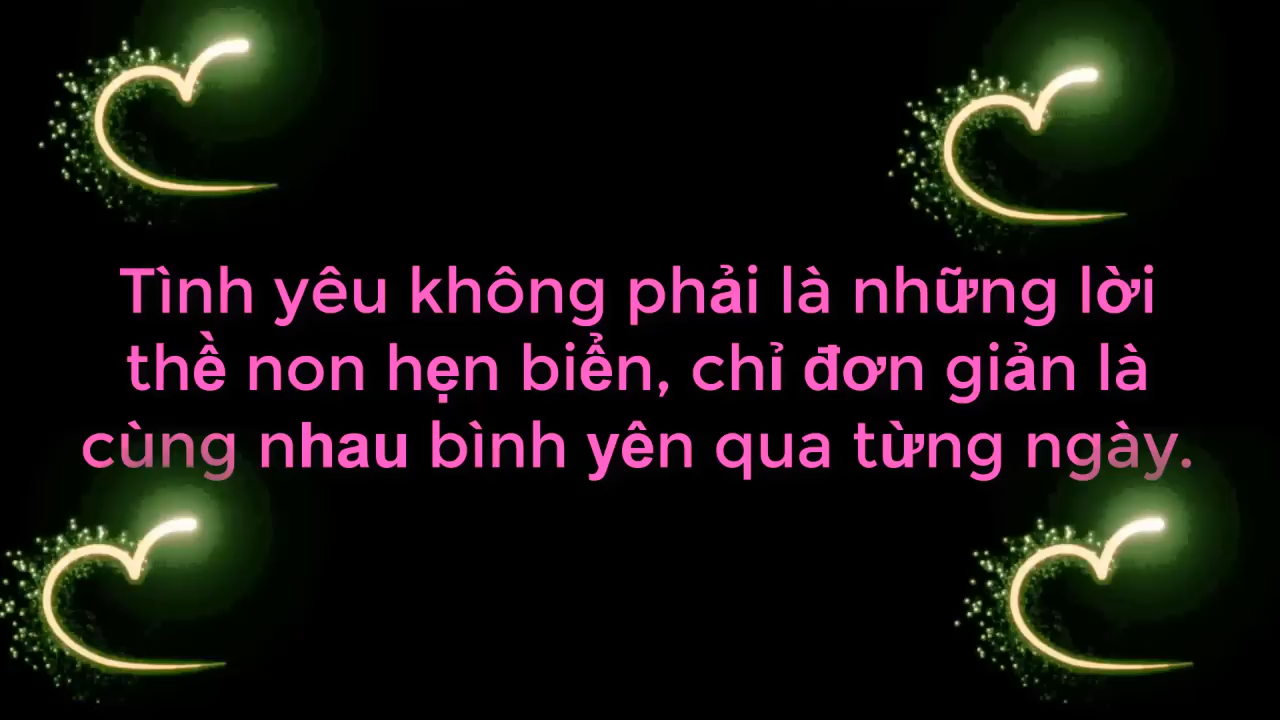 Tình yêu không phải là những lời
thề non hẹn biển, chỉ đơn giản là
cùng nhau bình yên qua từng ngày.